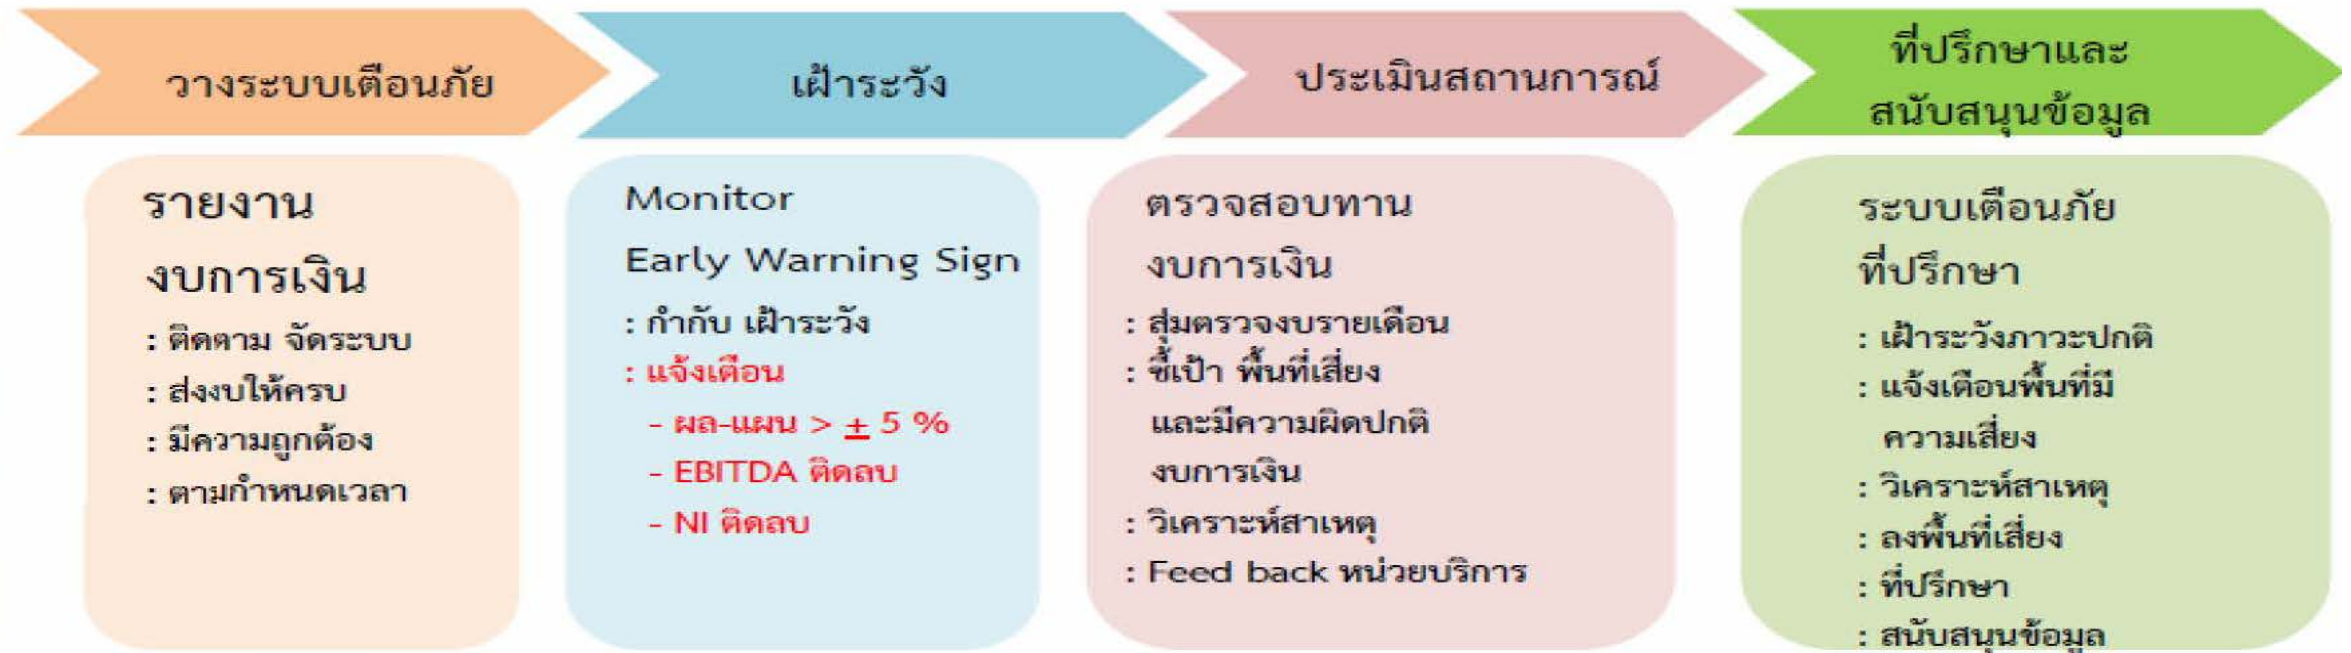 วางระบบเตือนภัย
เฝ้าระวัง
ประเมินสถานการณ์
ที่ปรึกษาและ
สนับสนุนข้อมูล
รายงาน
งบการเงิน
: ติดตาม จัดระบบ
: ส่งงบให้ครบ
: มีความถูกต้อง
: ตามกำหนดเวลา
Monitor
Early Warning Sign
: กำกับ เฝ้าระวัง
: แจ้งเตือน
- ผล-แผน > ± 5 %
- EBITDA ติดลบ
- NI ติดลบ
ตรวจสอบทาน
งบการเงิน
: สุ่มตรวจงบรายเดือน
: ชี้เป้า พื้นที่เสี่ยง
และมีความผิดปกติ
งบการเงิน
: วิเคราะห์สาเหตุ
: Feed back หน่วยบริการ
ระบบเตือนภัย
ที่ปรึกษา
: เฝ้าระวังภาวะปกติ
: แจ้งเตือนพื้นที่มี
ความเสี่ยง
: วิเคราะห์สาเหตุ
: ลงพื้นที่เสี่ยง
: ที่ปรึกษา
: สนับสนุนข้อมูล